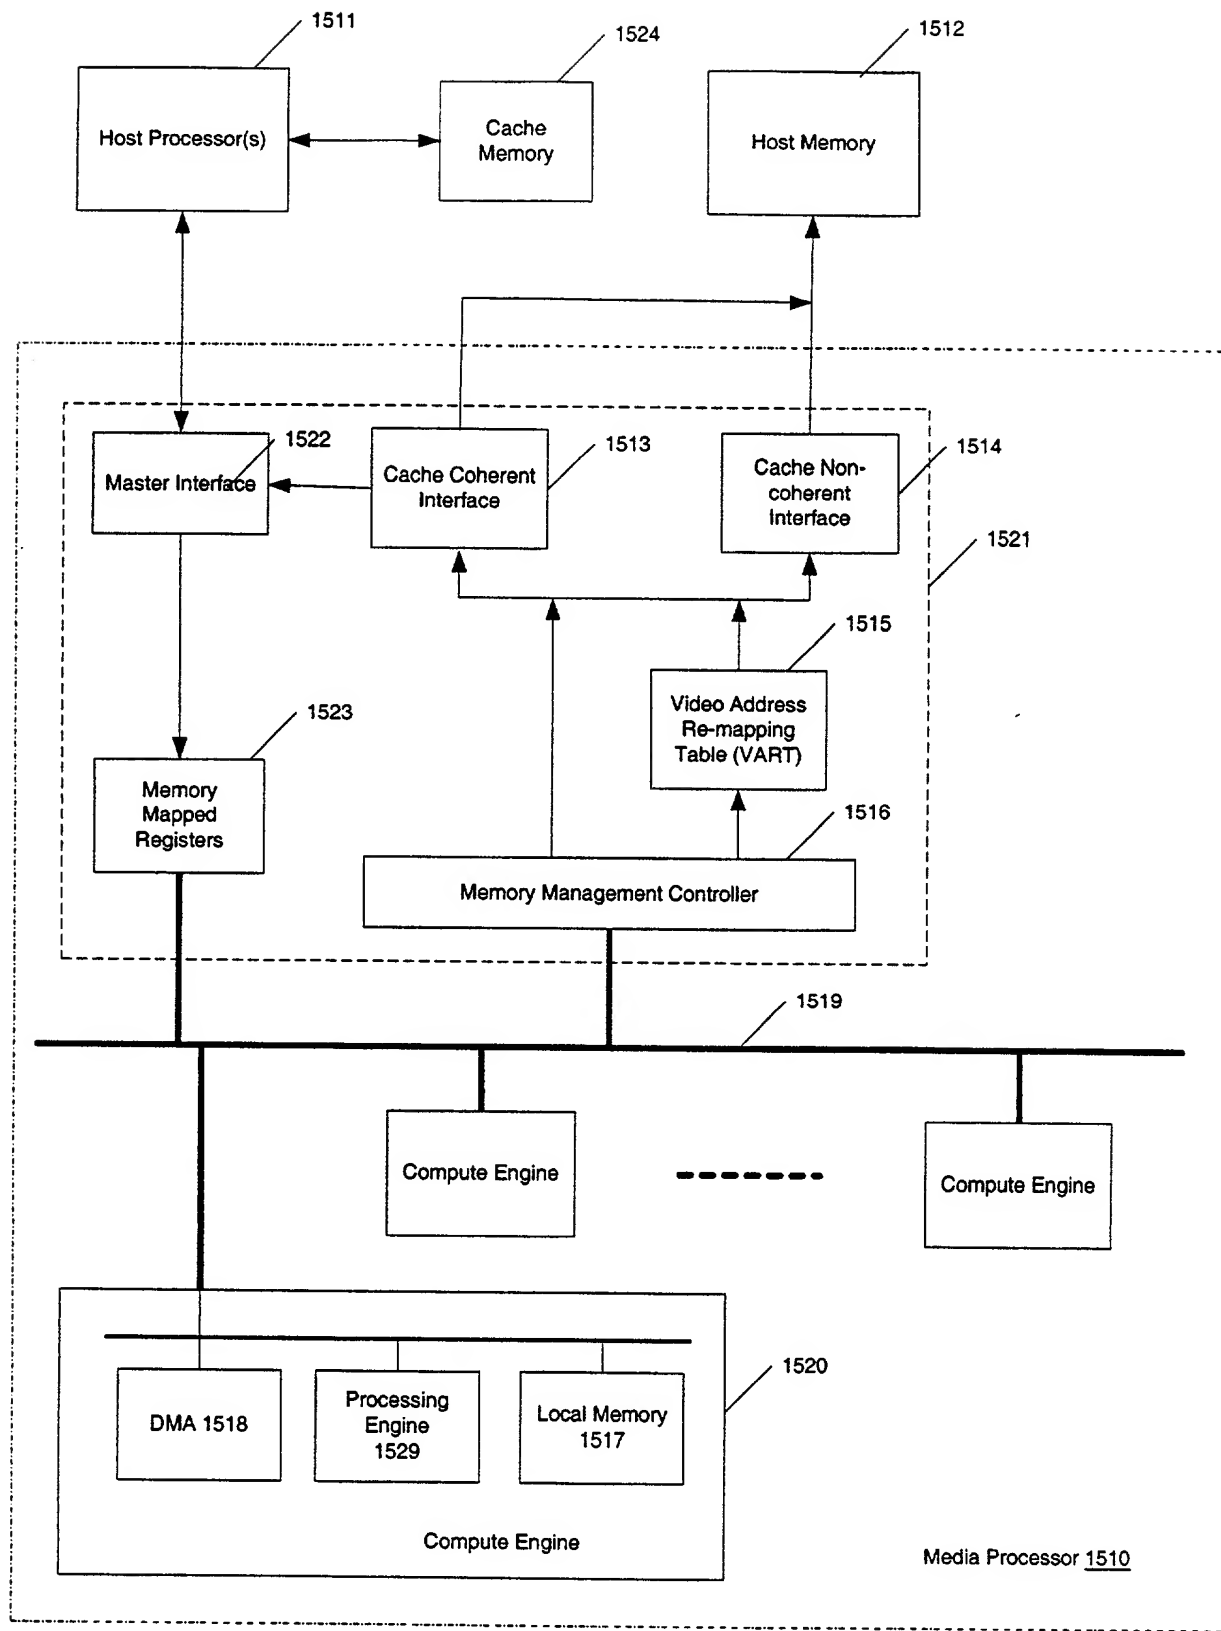 1511
1524
1512
Host Processor(s)
Cache
Memory
Host Memory
1522
1513
1514
Master Interface
Cache Coherent
Interface
Cache Non-
coherent
Interface
1521
1515
Video Address
Re-mapping
Table (VART)
1523
Memory
Mapped
Registers
1516
Memory Management Controller
1519
Compute Engine
Compute Engine
1520
DMA 1518
Processing
Engine
1529
Local Memory
1517
Compute Engine
Media Processor 1510